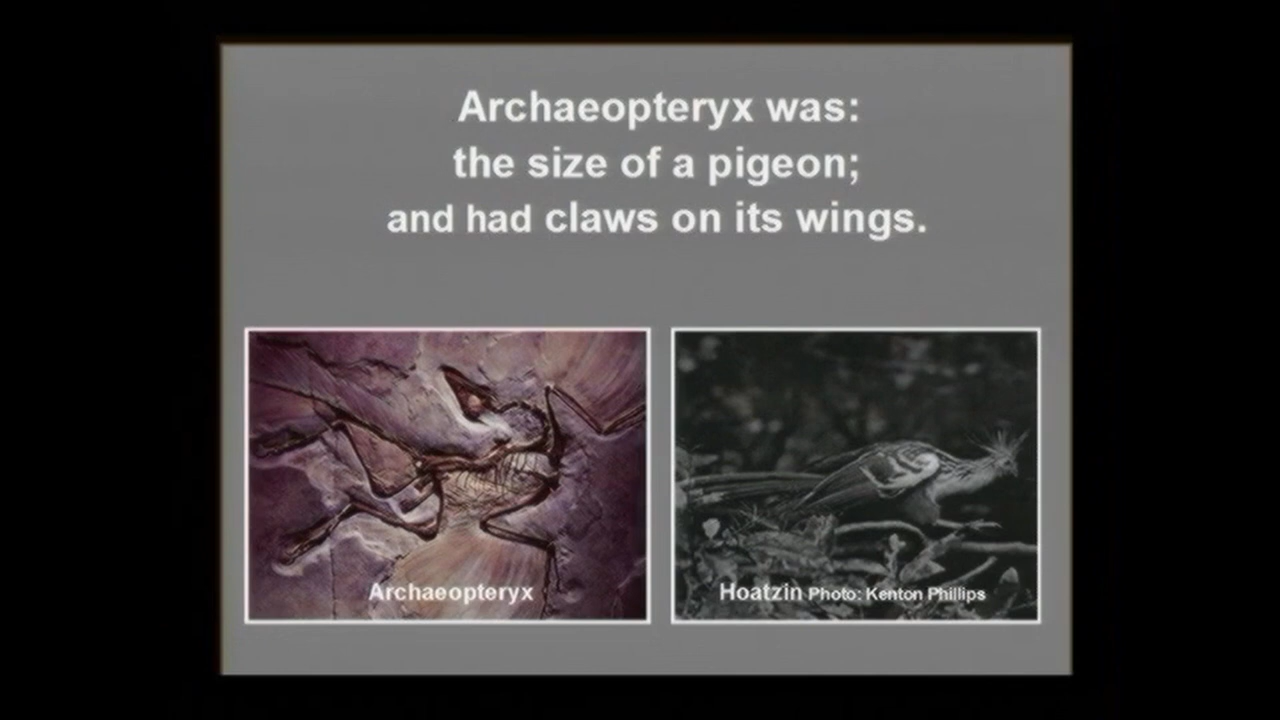 Archaeopteryx was:
the size of a pigeon;
and had claws on its wings.
Archaeopteryx
Hoatzin Photo: Kenton Phillips